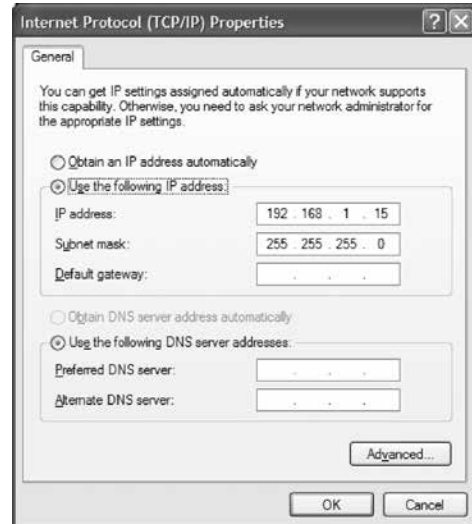 Internet Protocol (TCP/IP) Properties
General
You can get IP settings assigned automatically if your network supports
this capability. Otherwise, you need to ask your network administrator for
the appropriate IP settings.
Obtain an IP address automatically
Use the following IP address:
IP address: 192 . 168 . 1 . 15
Subnet mask: 255 . 255 . 255 . 0
Default gateway: . . .
Obtain DNS server address automatically
Use the following DNS server addresses:
Preferred DNS server: . . .
Alternate DNS server: . . .
Advanced...
OK Cancel